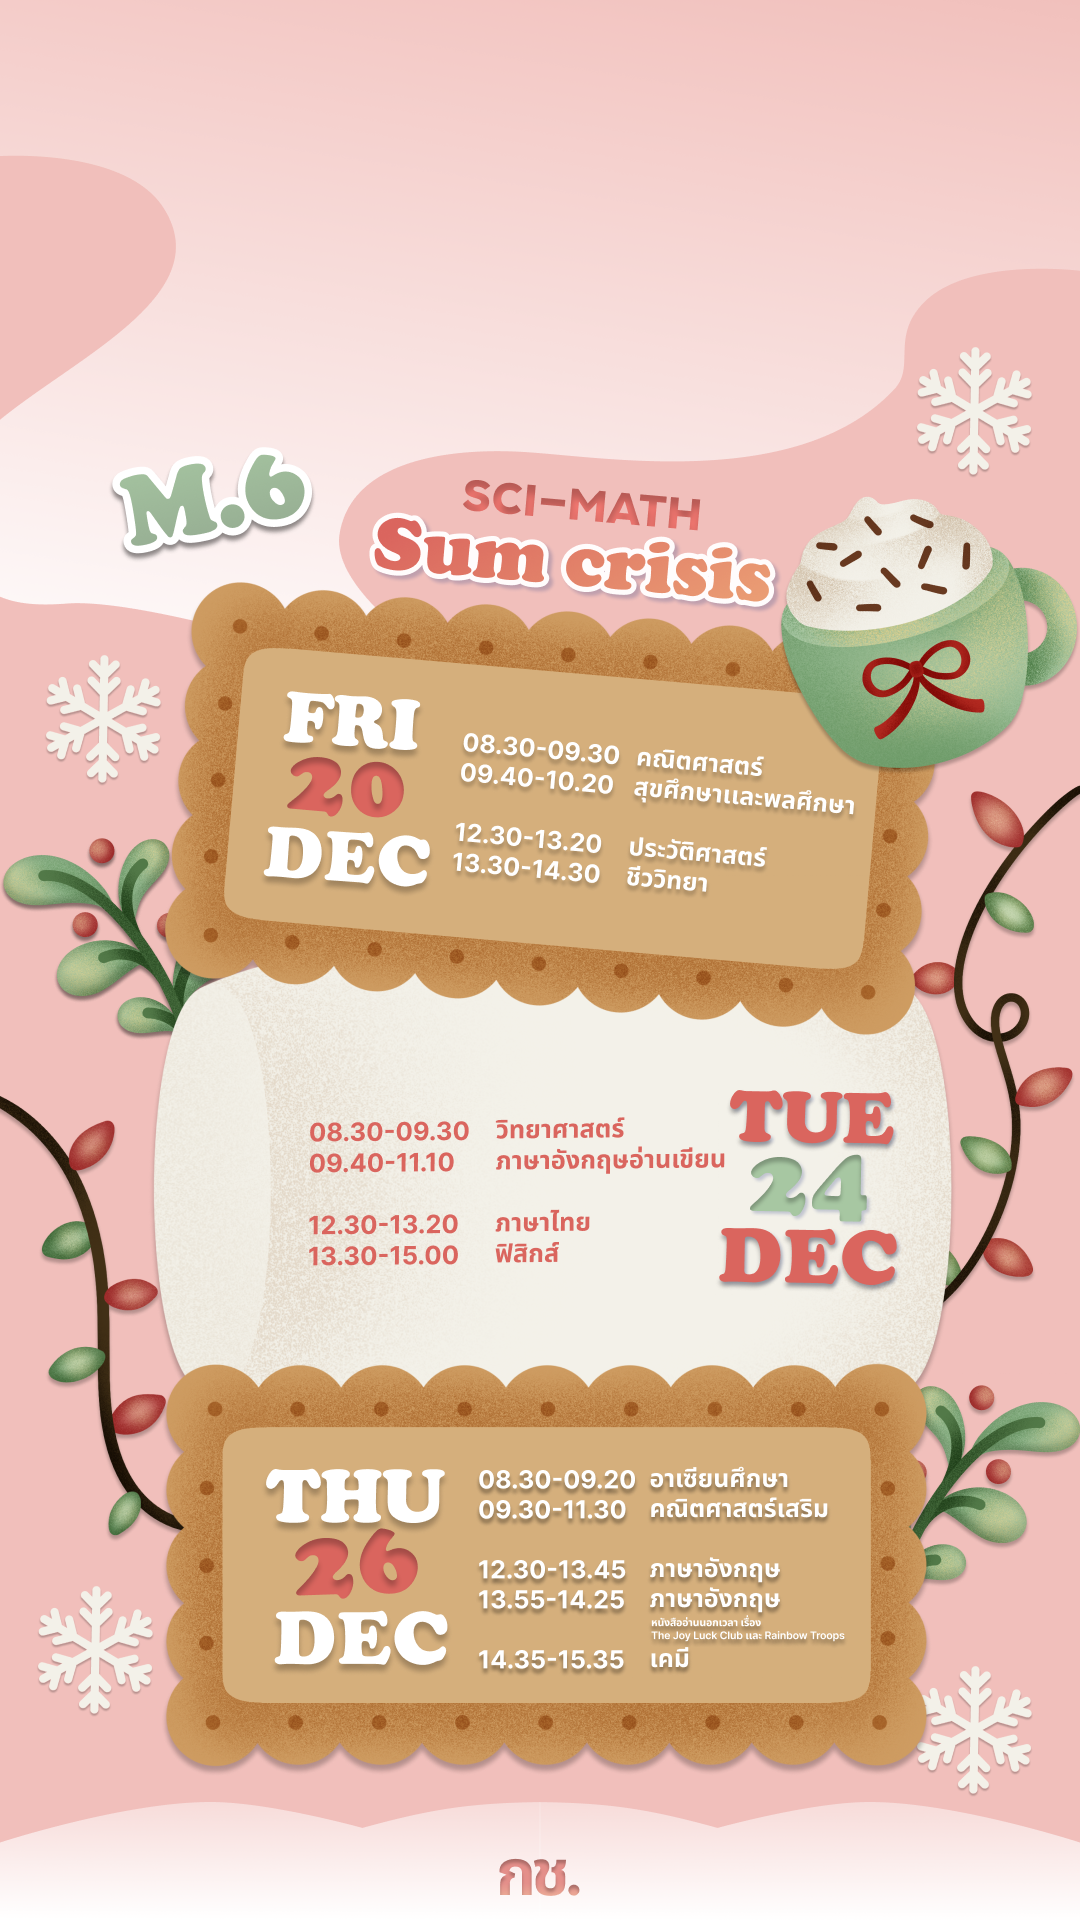 M.6
SCI-MATH
Sum crisis
FRI
20
DEC
08.30-09.30 คณิตศาสตร์
09.40-10.20 สุขศึกษาและพลศึกษา
12.30-13.20 ประวัติศาสตร์
13.30-14.30 ชีววิทยา
08.30-09.30 วิทยาศาสตร์
09.40-11.10 ภาษาอังกฤษอ่านเขียน
12.30-13.20 ภาษาไทย
13.30-15.00 ฟิสิกส์
TUE
24
DEC
THU
26
DEC
08.30-09.20 อาเซียนศึกษา
09.30-11.30 คณิตศาสตร์เสริม
12.30-13.45 ภาษาอังกฤษ
13.55-14.25 ภาษาอังกฤษ
หนังสืออ่านนอกเวลา เรื่อง
The Joy Luck Club และ Rainbow Troops
14.35-15.35 เคมี
กช.